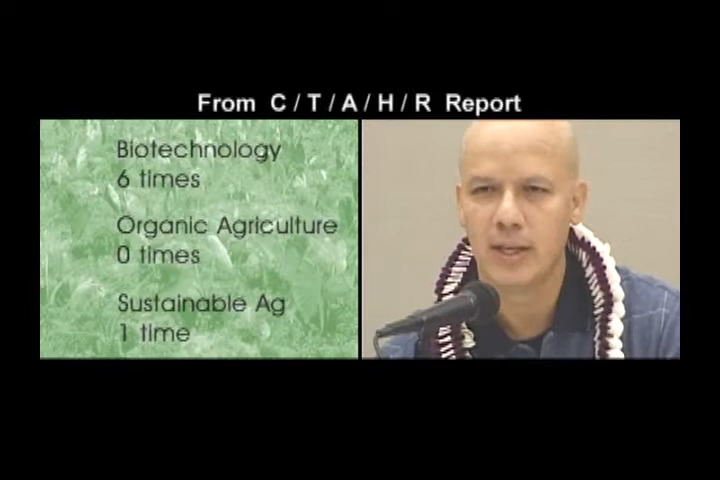 From C/T/A/H/R Report
Biotechnology
6 times
Organic Agriculture
0 times
Sustainable Ag
1 time